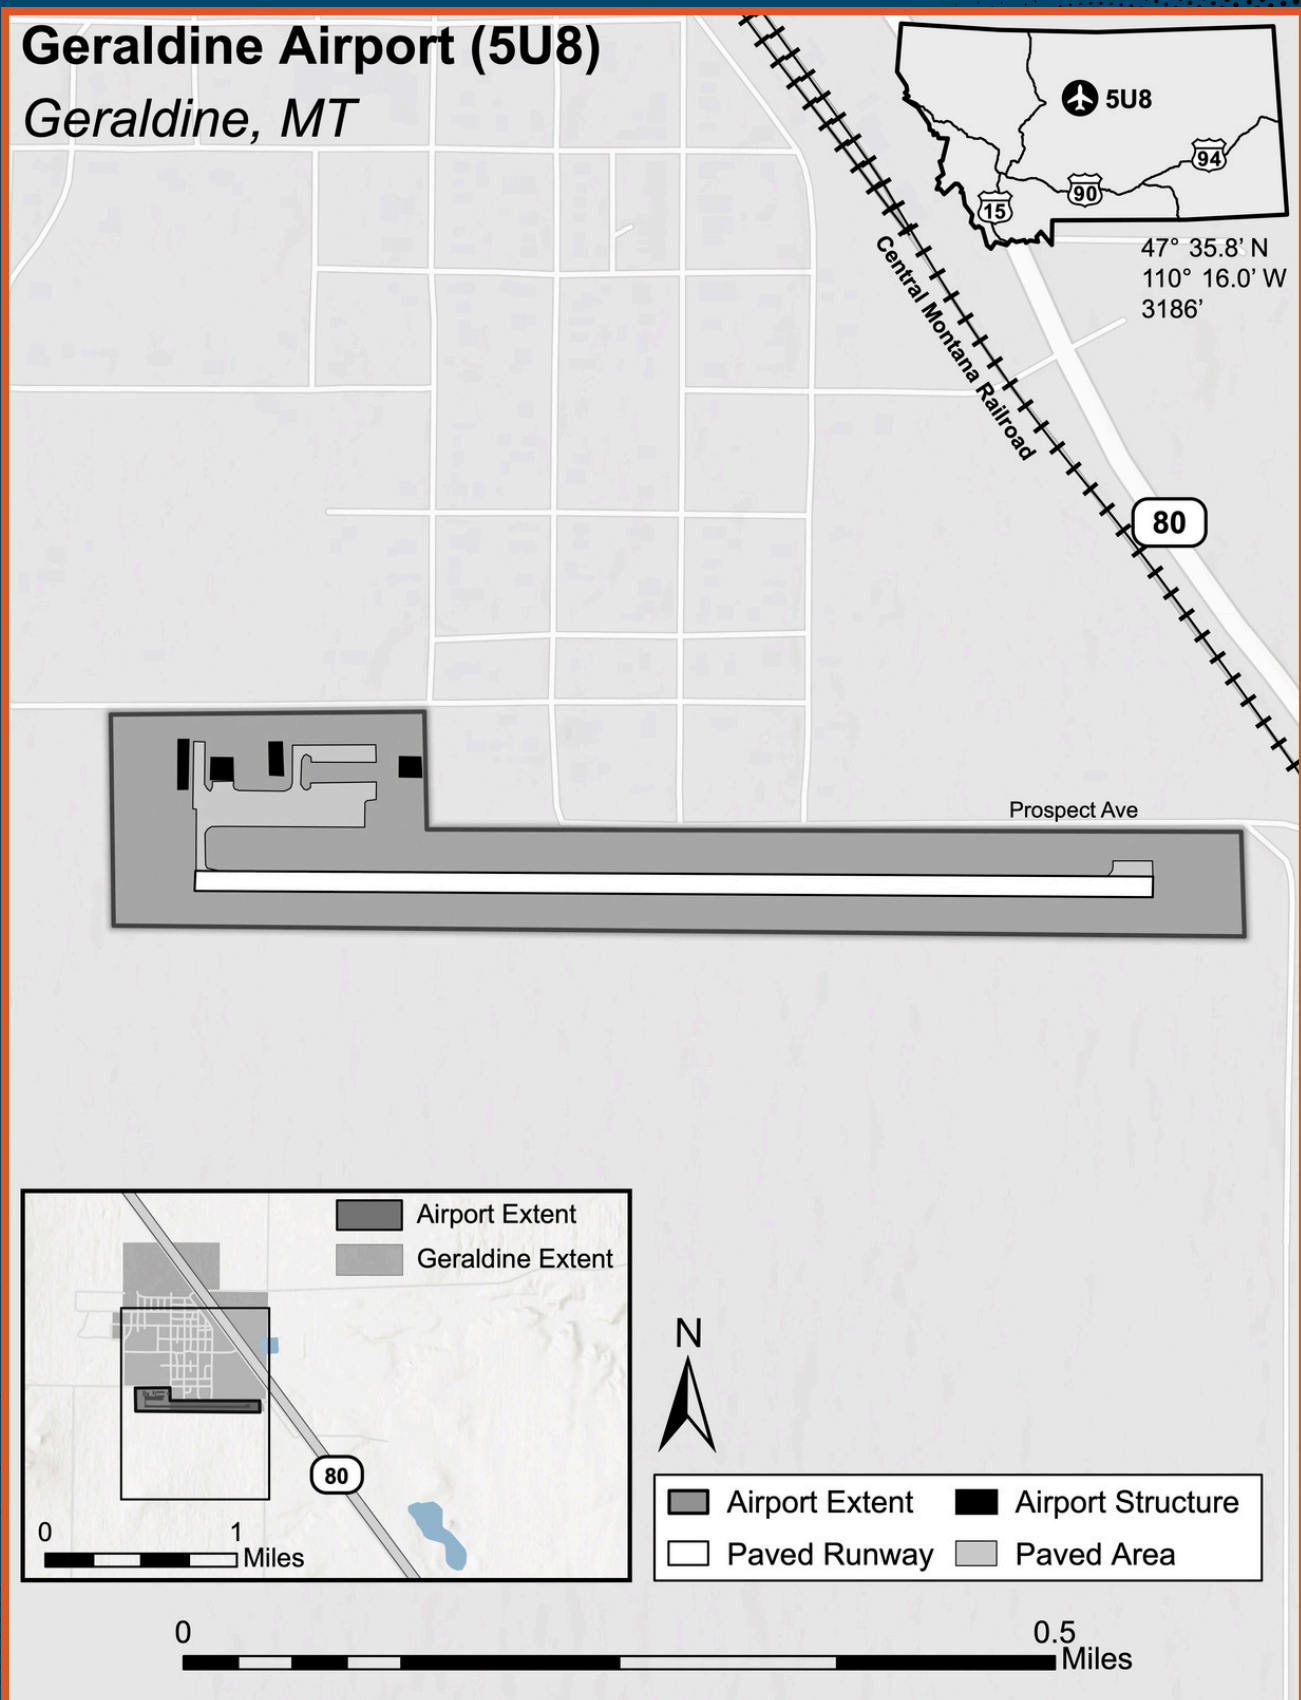 Geraldine Airport (5U8)
Geraldine, MT
5U8
94
90
15
47° 35.8’ N
110° 16.0’ W
3186’
Central Montana Railroad
80
Prospect Ave
Airport Extent
Geraldine Extent
80
0 1
Miles
N
Airport Extent Airport Structure
Paved Runway Paved Area
0 0.5
Miles